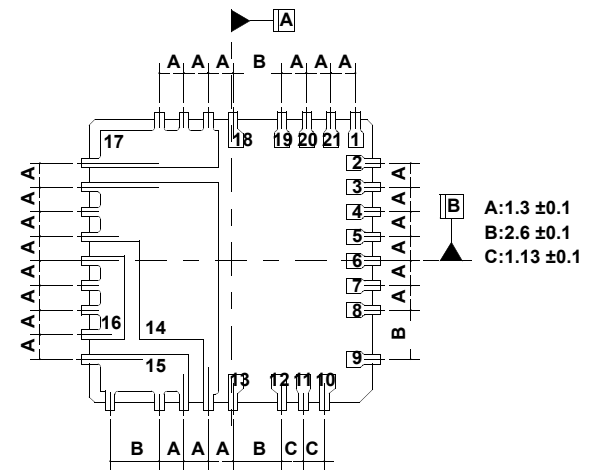 A
A A A B A A A
17 18 19 20 21 1
2
A A
3
A A
B A:1.3 ±0.1
4
A A
B:2.6 ±0.1
5
A A
C:1.13 ±0.1
6
A A
7
A A
8
A
16 14
B
A
9
15
13 12 11 10
B A A A B C C